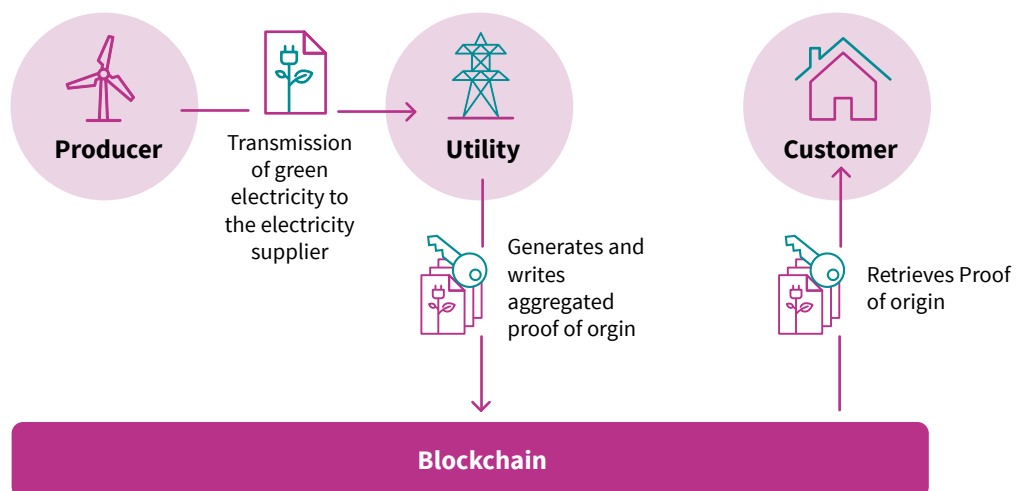 Producer
Transmission
of green
electricity to
the electricity
supplier
Utility
Generates and
writes
aggregated
proof of orgin
Customer
Retrieves Proof
of origin
Blockchain